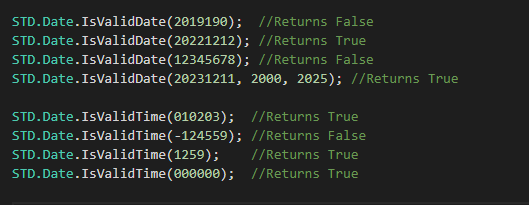 STD.Date.IsValidDate(2019190);  //Returns False
STD.Date.IsValidDate(20221212); //Returns True
STD.Date.IsValidDate(12345678); //Returns False
STD.Date.IsValidDate(20231211, 2000, 2025); //Returns True
STD.Date.IsValidTime(010203);  //Returns True
STD.Date.IsValidTime(-124559); //Returns False
STD.Date.IsValidTime(1259);    //Returns True
STD.Date.IsValidTime(000000);  //Returns True